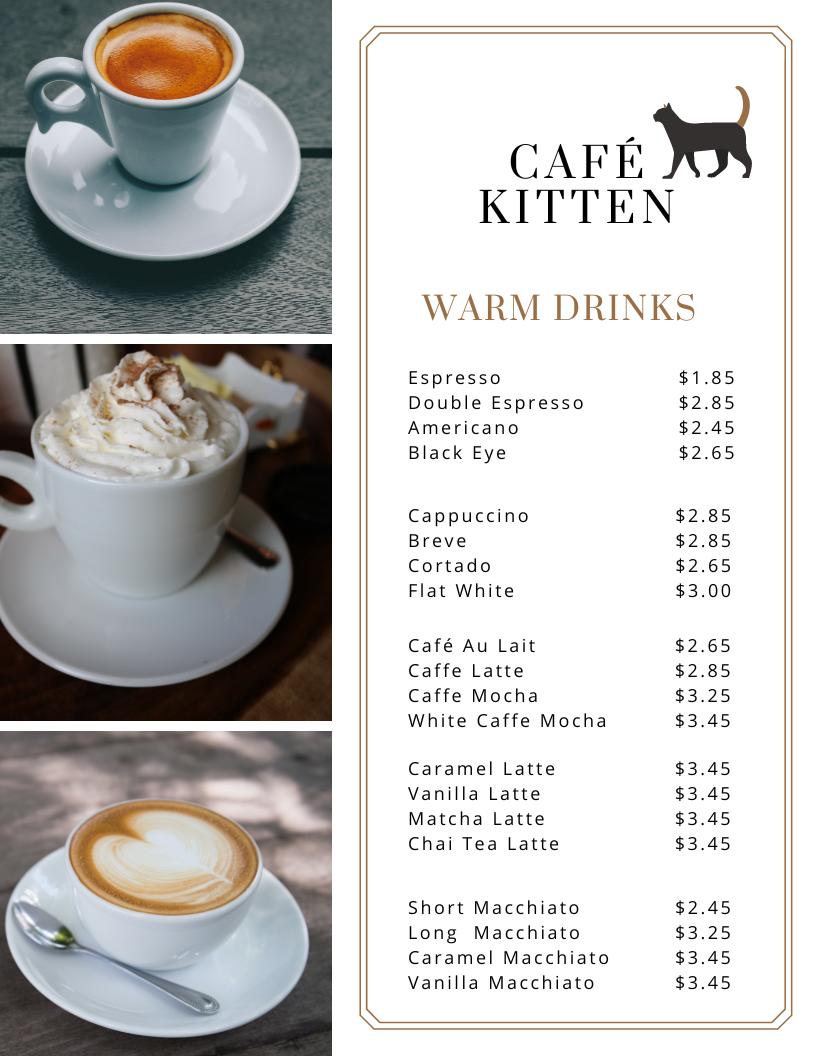 CAFÉ
KITTEN
WARM DRINKS
Espresso $1.85
Double Espresso $2.85
Americano $2.45
Black Eye $2.65
Cappuccino $2.85
Breve $2.85
Cortado $2.65
Flat White $3.00
Café Au Lait $2.65
Caffe Latte $2.85
Caffe Mocha $3.25
White Caffe Mocha $3.45
Caramel Latte $3.45
Vanilla Latte $3.45
Matcha Latte $3.45
Chai Tea Latte $3.45
Short Macchiato $2.45
Long Macchiato $3.25
Caramel Macchiato $3.45
Vanilla Macchiato $3.45